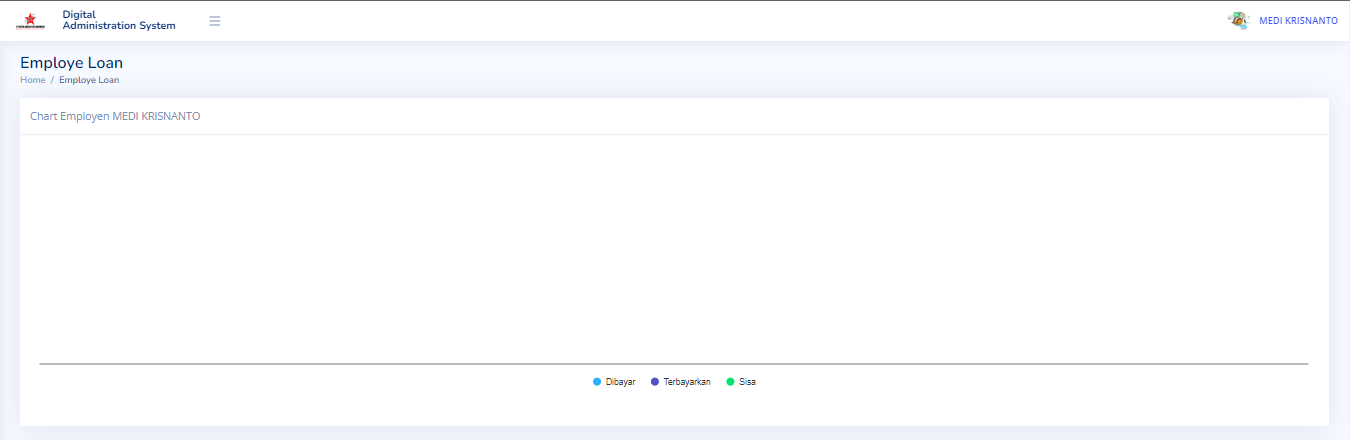 Digital
Administration System
MEDI KRISNANTO
Employe Loan
Home / Employe Loan
Chart Employen MEDI KRISNANTO
Dibayar Terbayarkan Sisa